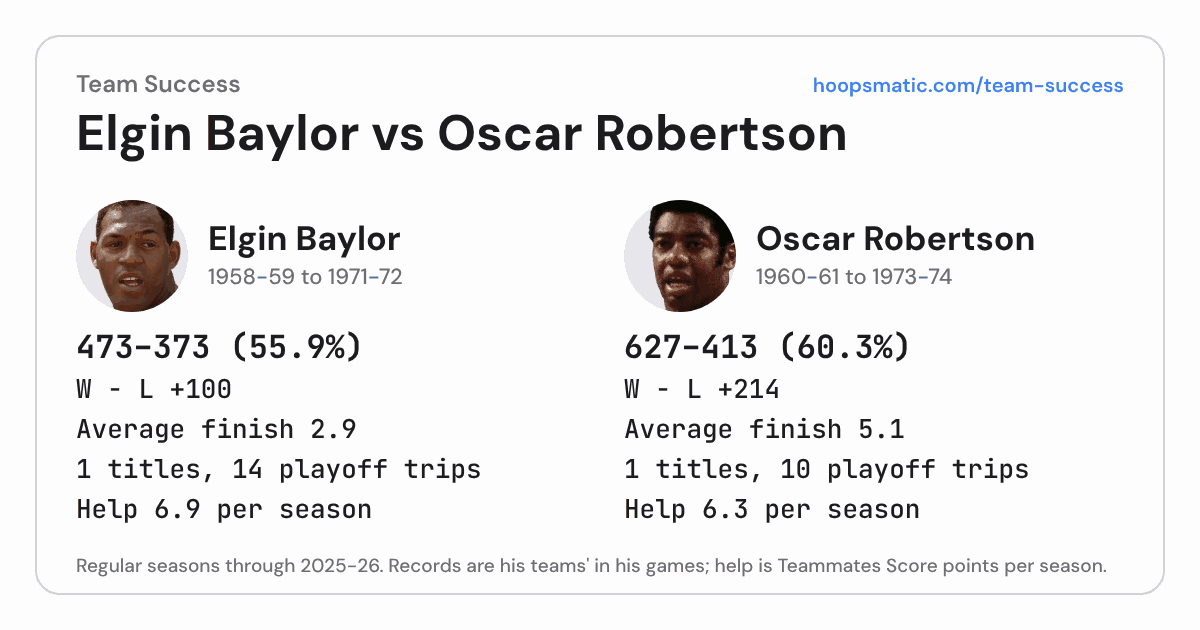 Team Success
hoopsmatic.com/team-success
Elgin Baylor vs Oscar Robertson
Elgin Baylor
1958-59 to 1971-72
473-373 (55.9%)
W - L +100
Average finish 2.9
1 titles, 14 playoff trips
Help 6.9 per season
Oscar Robertson
1960-61 to 1973-74
627-413 (60.3%)
W - L +214
Average finish 5.1
1 titles, 10 playoff trips
Help 6.3 per season
Regular seasons through 2025-26. Records are his teams' in his games; help is Teammates Score points per season.